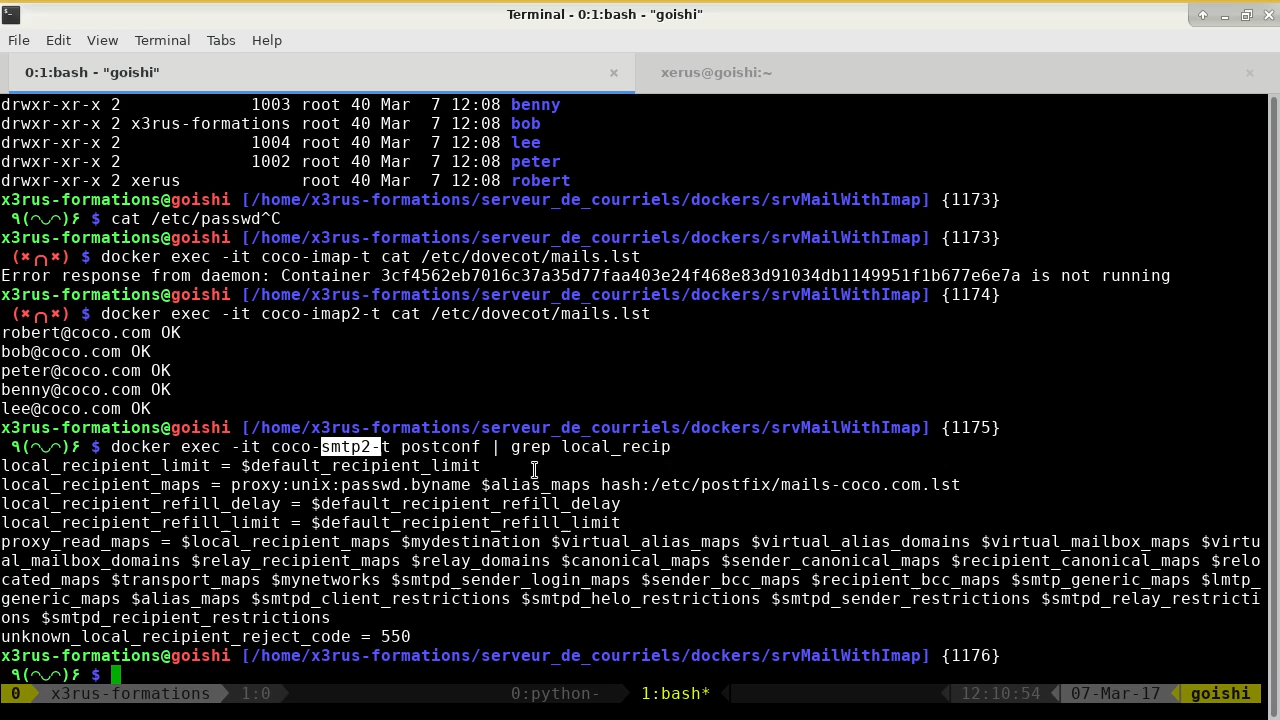 Terminal - 0:1:bash - "goishi"
File Edit View Terminal Tabs Help
0:1:bash - "goishi" × xerus@goishi:~ ×
drwxr-xr-x 2             1003 root 40 Mar  7 12:08 benny
drwxr-xr-x 2 x3rus-formations root 40 Mar  7 12:08 bob
drwxr-xr-x 2             1004 root 40 Mar  7 12:08 lee
drwxr-xr-x 2             1002 root 40 Mar  7 12:08 peter
drwxr-xr-x 2 xerus            root 40 Mar  7 12:08 robert
x3rus-formations@goishi [/home/x3rus-formations/serveur_de_courriels/dockers/srvMailWithImap] {1173}
٩(◠◡◠)۶ $ cat /etc/passwd^C
x3rus-formations@goishi [/home/x3rus-formations/serveur_de_courriels/dockers/srvMailWithImap] {1173}
(✖╭╮✖) $ docker exec -it coco-imap-t cat /etc/dovecot/mails.lst
Error response from daemon: Container 3cf4562eb7016c37a35d77faa403e24f468e83d91034db1149951f1b677e6e7a is not running
x3rus-formations@goishi [/home/x3rus-formations/serveur_de_courriels/dockers/srvMailWithImap] {1174}
(✖╭╮✖) $ docker exec -it coco-imap2-t cat /etc/dovecot/mails.lst
robert@coco.com OK
bob@coco.com OK
peter@coco.com OK
benny@coco.com OK
lee@coco.com OK
x3rus-formations@goishi [/home/x3rus-formations/serveur_de_courriels/dockers/srvMailWithImap] {1175}
٩(◠◡◠)۶ $ docker exec -it coco-smtp2-t postconf | grep local_recip
local_recipient_limit = $default_recipient_limit
local_recipient_maps = proxy:unix:passwd.byname $alias_maps hash:/etc/postfix/mails-coco.com.lst
local_recipient_refill_delay = $default_recipient_refill_delay
local_recipient_refill_limit = $default_recipient_refill_limit
proxy_read_maps = $local_recipient_maps $mydestination $virtual_alias_maps $virtual_alias_domains $virtual_mailbox_maps $virtu
al_mailbox_domains $relay_recipient_maps $relay_domains $canonical_maps $sender_canonical_maps $recipient_canonical_maps $relo
cated_maps $transport_maps $mynetworks $smtpd_sender_login_maps $sender_bcc_maps $recipient_bcc_maps $smtp_generic_maps $lmtp_
generic_maps $alias_maps $smtpd_client_restrictions $smtpd_helo_restrictions $smtpd_sender_restrictions $smtpd_relay_restricti
ons $smtpd_recipient_restrictions
unknown_local_recipient_reject_code = 550
x3rus-formations@goishi [/home/x3rus-formations/serveur_de_courriels/dockers/srvMailWithImap] {1176}
٩(◠◡◠)۶ $
0 x3rus-formations 1:0 0:python- 1:bash* 12:10:54 07-Mar-17 goishi